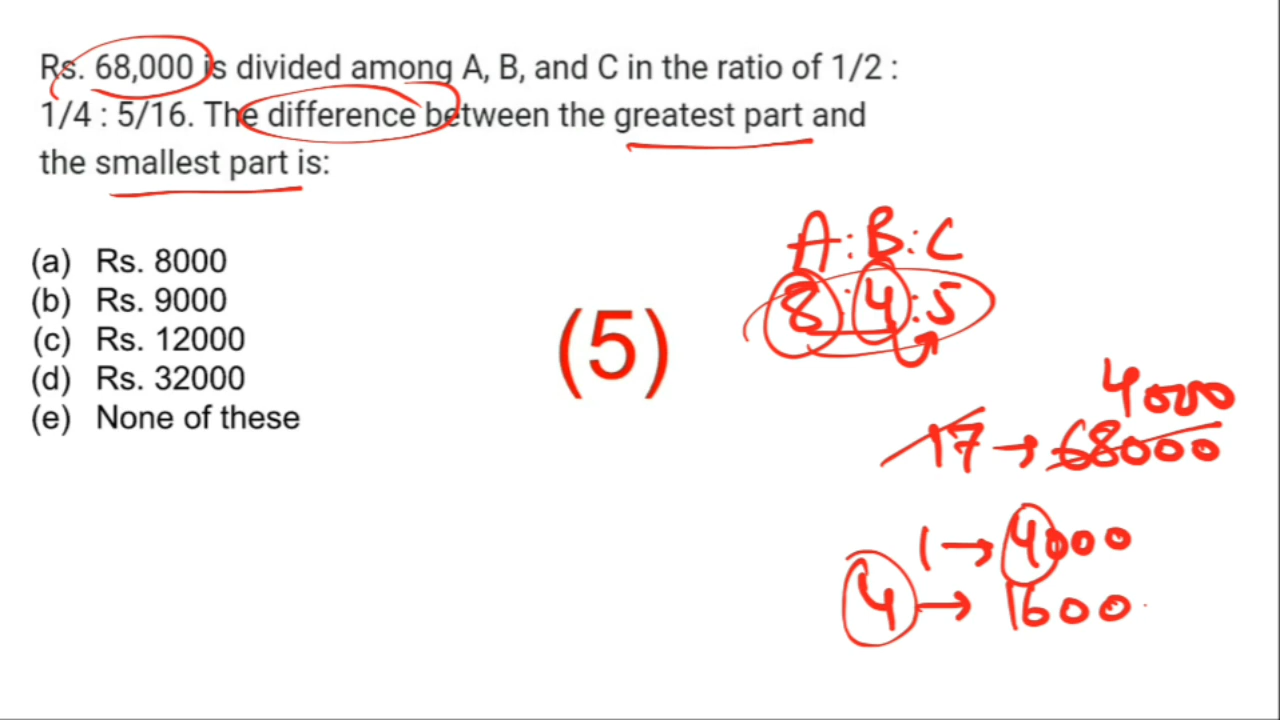 Rs. 68,000 is divided among A, B, and C in the ratio of 1/2 :
1/4 : 5/16. The difference between the greatest part and
the smallest part is:
(a) Rs. 8000
(b) Rs. 9000
(c) Rs. 12000
(d) Rs. 32000
(e) None of these
(5)
A : B : C
8 : 4 : 5
4000
17 → 68000
1 → 4000
4 → 1600